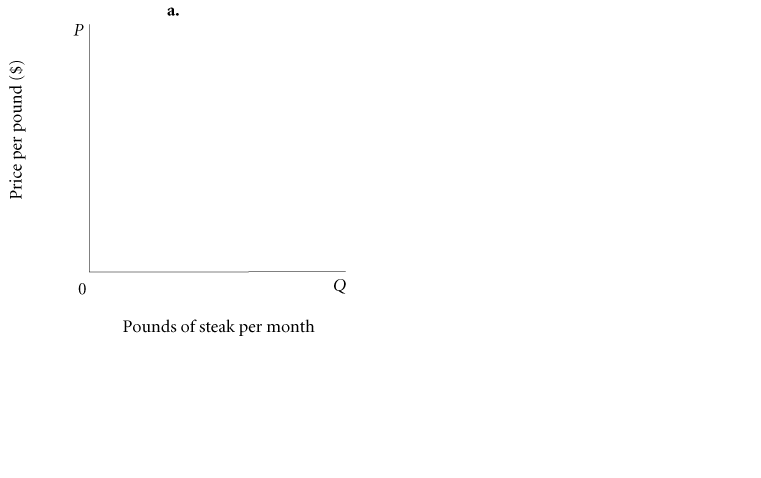 a.
P
Price per pound ($)
0
Q
Pounds of steak per month